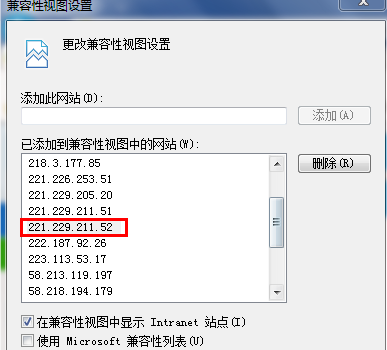 兼容性视图设置
更改兼容性视图设置
添加此网站(D):
添加(A)
已添加到兼容性视图中的网站(W):
删除(R)
218.3.177.85
221.226.253.51
221.229.205.20
221.229.211.51
221.229.211.52
222.187.92.26
223.113.53.17
58.213.119.197
58.218.194.179
在兼容性视图中显示 Intranet 站点(I)
使用 Microsoft 兼容性列表(U)